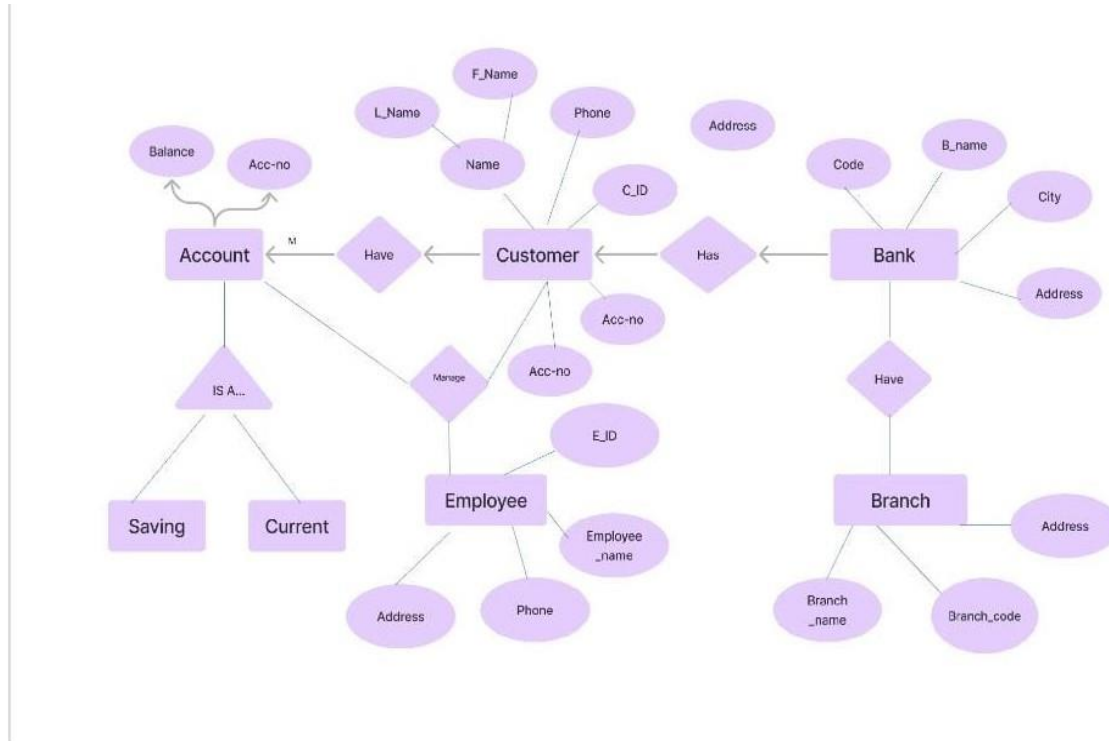 F_Name
L_Name
Phone
Address
B_name
Balance
Acc-no
Name
Code
C_ID
City
Account
M
Have
Customer
Has
Bank
Address
Acc-no
Acc-no
Manage
Have
IS A...
E_ID
Saving
Current
Employee
Branch
Employee
_name
Address
Address
Phone
Branch
_name
Branch_code